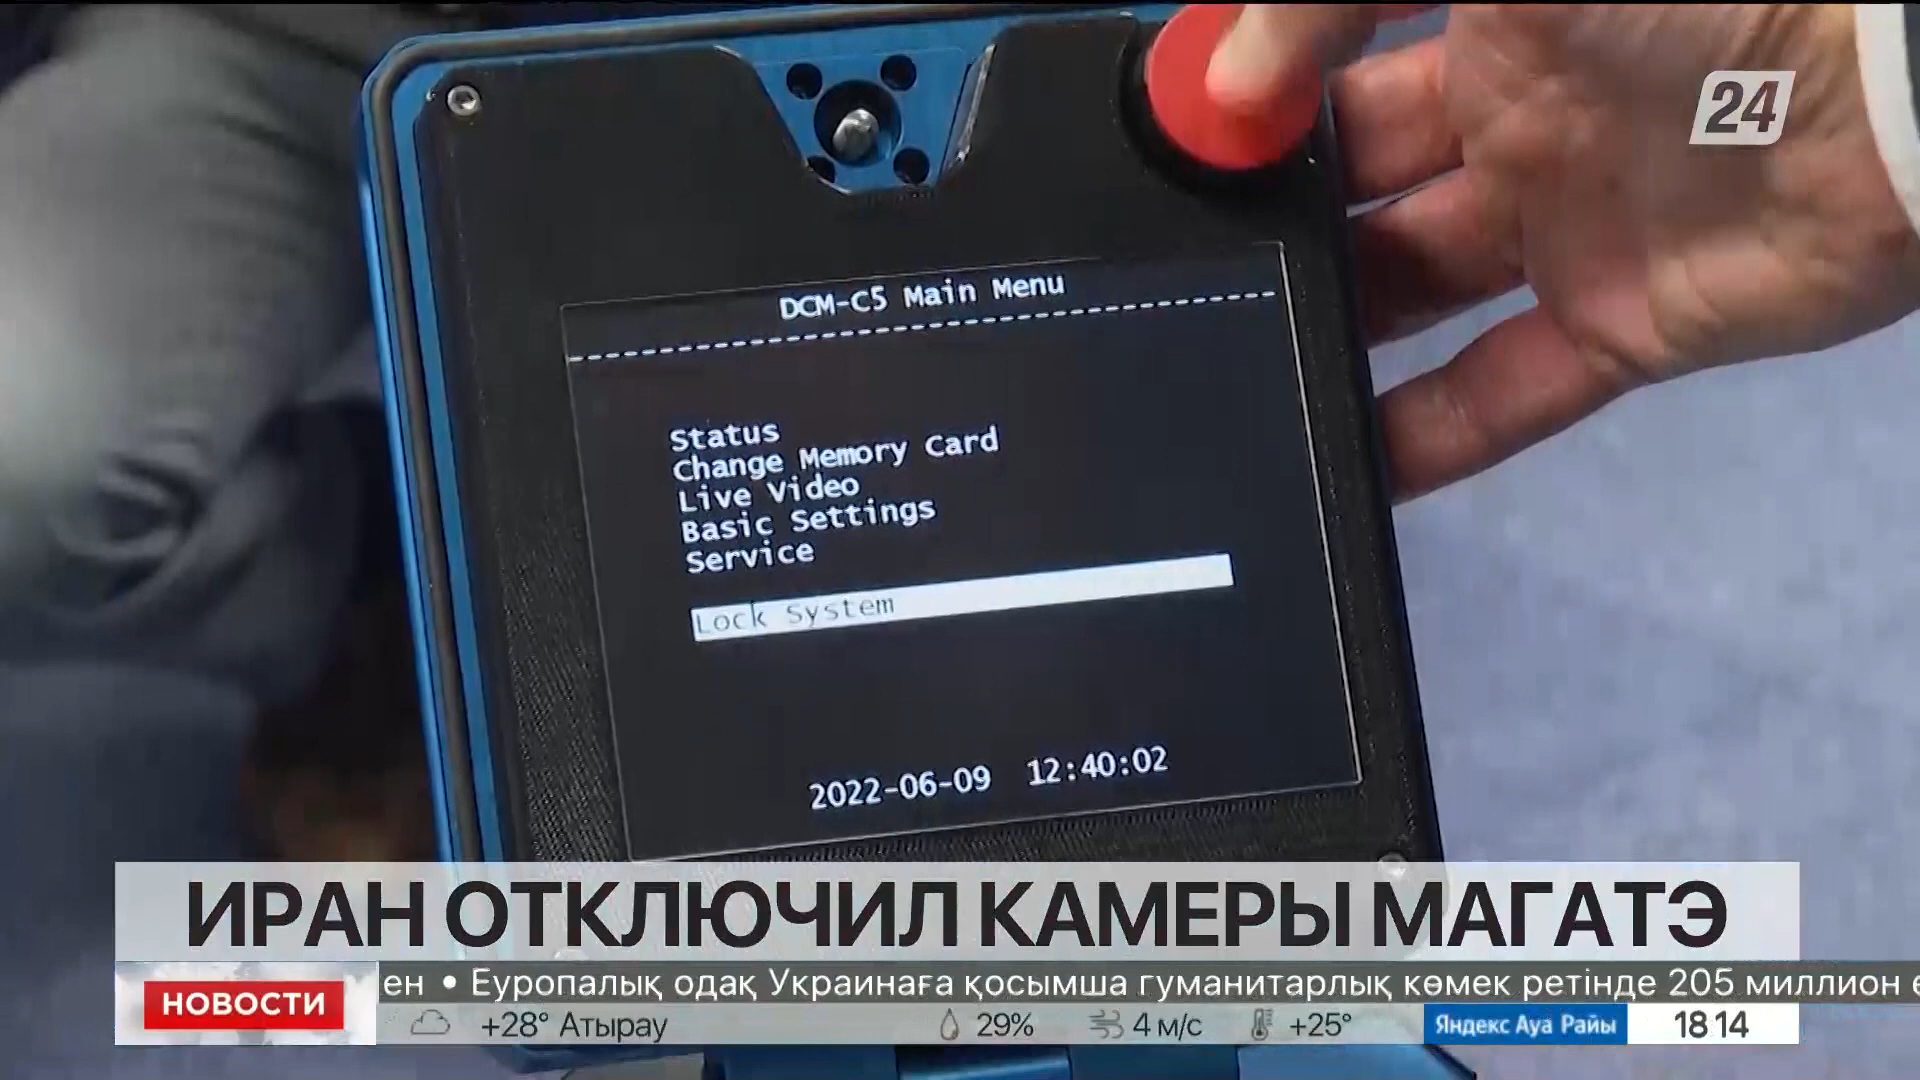 24
DCM-C5 Main Menu
Status
Change Memory Card
Live Video
Basic Settings
Service
Lock System
2022-06-09 12:40:02
ИРАН ОТКЛЮЧИЛ КАМЕРЫ МАГАТЭ
НОВОСТИ
ен • Еуропалық одақ Украинаға қосымша гуманитарлық көмек ретінде 205 миллион
+28° Атырау 29% 4 м/с +25° Яндекс Ауа Райы 18 14